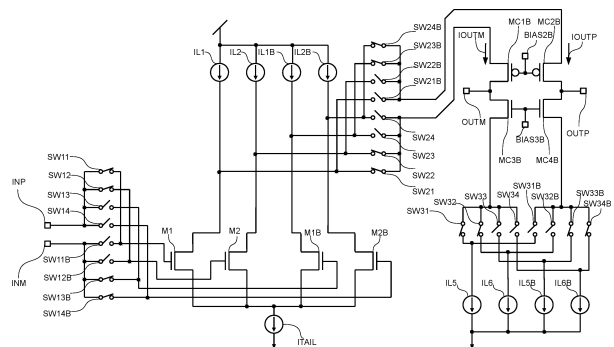 SW24B
SW23B
SW22B
SW21B
IL1
IL2
IL1B
IL2B
IOUTM
MC1B
BIAS2B
MC2B
IOUTP
OUTM
OUTP
MC3B
BIAS3B
MC4B
SW24
SW23
SW22
SW21
SW11
SW12
SW13
SW14
INP
INM
SW11B
SW12B
SW13B
SW14B
M1
M2
M1B
M2B
ITAIL
SW31
SW32
SW33
SW34
SW31B
SW32B
SW33B
SW34B
IL5
IL6
IL5B
IL6B